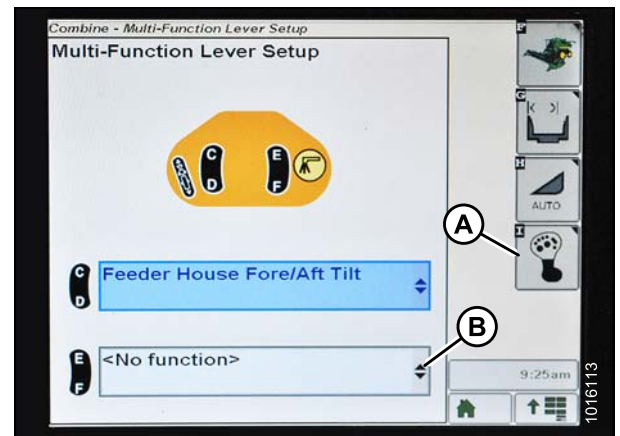 Combine - Multi-Function Lever Setup
Multi-Function Lever Setup
F
G
H
AUTO
I
A
C
D
E
F
C
D
Feeder House Fore/Aft Tilt
B
E
F
<No function>
9:25am
1016113